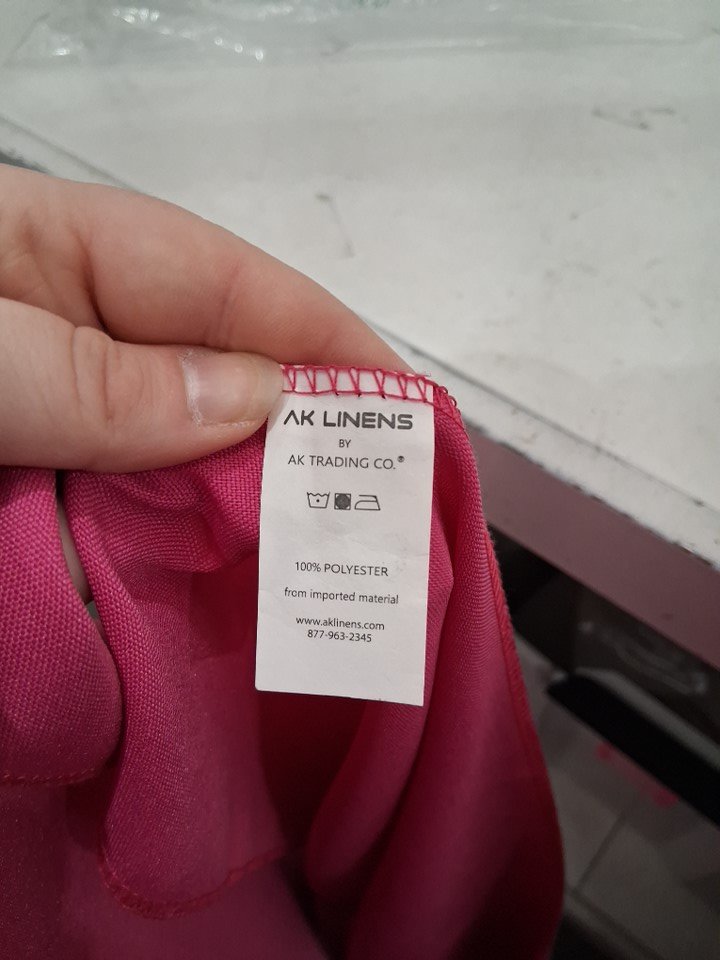 AK LINENS
BY
AK TRADING CO.®
100% POLYESTER
from imported material
www.aklinens.com
877-963-2345